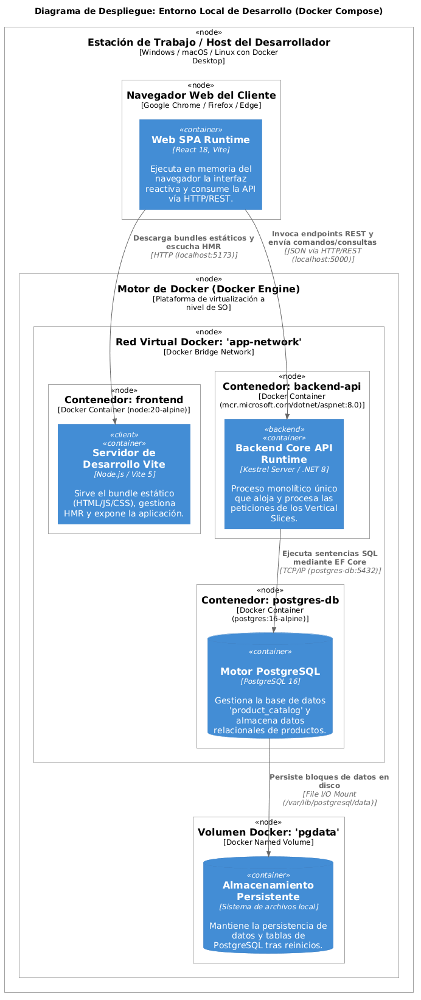 Diagrama de Despliegue: Entorno Local de Desarrollo (Docker Compose)
«node»
Estación de Trabajo / Host del Desarrollador
[Windows / macOS / Linux con Docker
Desktop]
«node»
Navegador Web del Cliente
[Google Chrome / Firefox / Edge]
«container»
Web SPA Runtime
[React 18, Vite]
Ejecuta en memoria del
navegador la interfaz
reactiva y consume la API
vía HTTP/REST.
Descarga bundles estáticos y
escucha HMR
[HTTP (localhost:5173)]
Invoca endpoints REST y
envía comandos/consultas
[JSON via HTTP/REST
(localhost:5000)]
«node»
Motor de Docker (Docker Engine)
[Plataforma de virtualización a
nivel de SO]
«node»
Red Virtual Docker: 'app-network'
[Docker Bridge Network]
«node»
Contenedor: frontend
[Docker Container (node:20-alpine)]
«client»
«container»
Servidor de
Desarrollo Vite
[Node.js / Vite 5]
Sirve el bundle estático
(HTML/JS/CSS), gestiona
HMR y expone la aplicación.
«node»
Contenedor: backend-api
[Docker Container
(mcr.microsoft.com/dotnet/aspnet:8.0)]
«backend»
«container»
Backend Core API
Runtime
[Kestrel Server / .NET 8]
Proceso monolítico único
que aloja y procesa las
peticiones de los Vertical
Slices.
Ejecuta sentencias SQL
mediante EF Core
[TCP/IP (postgres-db:5432)]
«node»
Contenedor: postgres-db
[Docker Container
(postgres:16-alpine)]
«container»
Motor PostgreSQL
[PostgreSQL 16]
Gestiona la base de datos
'product_catalog' y
almacena datos
relacionales de productos.
Persiste bloques de datos en
disco
[File I/O Mount
(/var/lib/postgresql/data)]
«node»
Volumen Docker: 'pgdata'
[Docker Named Volume]
«container»
Almacenamiento
Persistente
[Sistema de archivos local]
Mantiene la persistencia de
datos y tablas de
PostgreSQL tras reinicios.